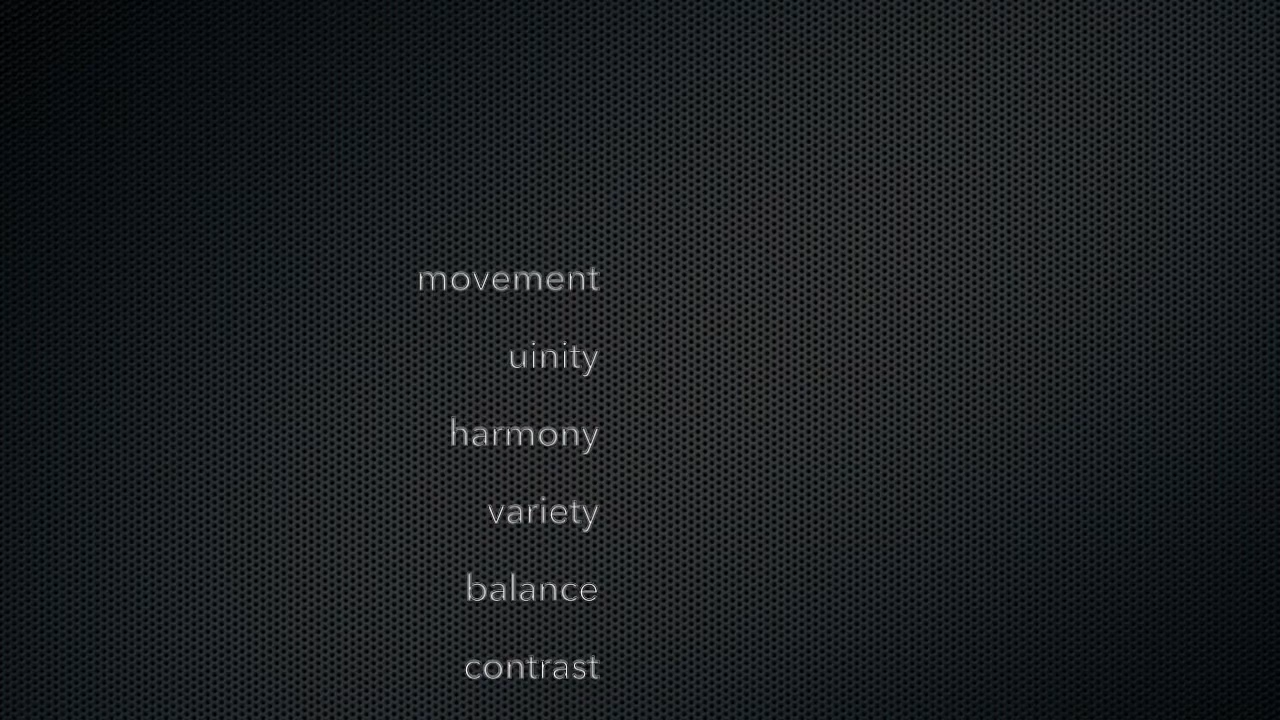 movement
uinity
harmony
variety
balance
contrast